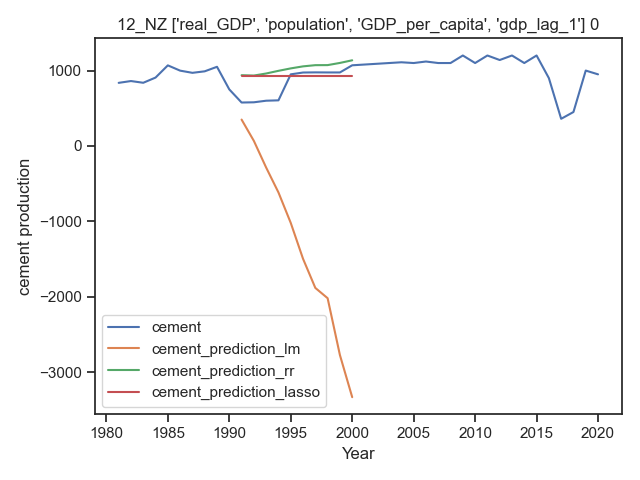 12_NZ ['real_GDP', 'population', 'GDP_per_capita', 'gdp_lag_1'] 0
cement production
1000
0
−1000
−2000
−3000
cement
cement_prediction_lm
cement_prediction_rr
cement_prediction_lasso
1980 1985 1990 1995 2000 2005 2010 2015 2020
Year